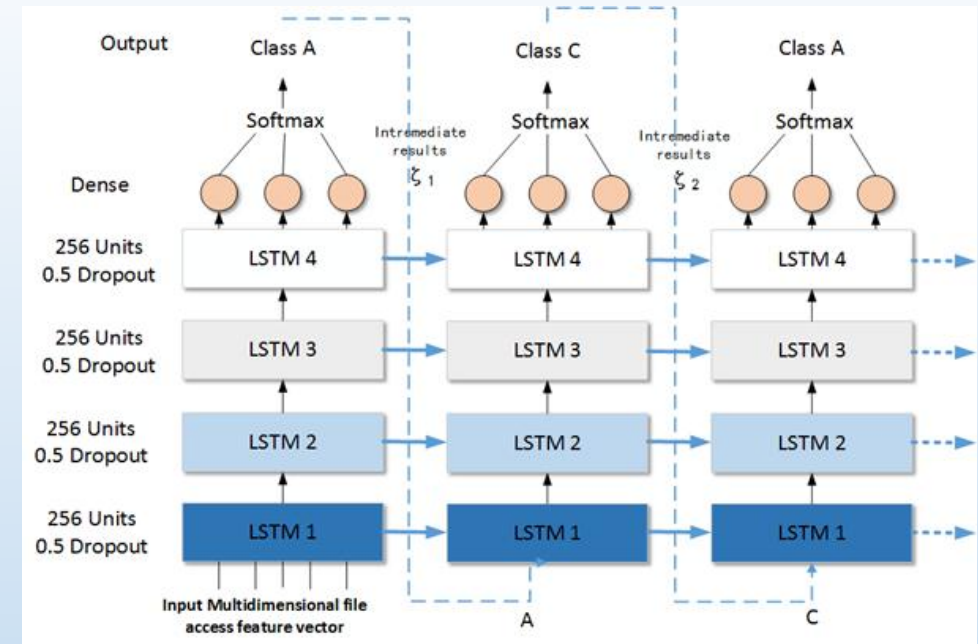 Output
Class A
Class C
Class A
Softmax
Softmax
Softmax
Intremediate
results
ζ 1
Intremediate
results
ζ 2
Dense
256 Units
0.5 Dropout
LSTM 4
LSTM 4
LSTM 4
256 Units
0.5 Dropout
LSTM 3
LSTM 3
LSTM 3
256 Units
0.5 Dropout
LSTM 2
LSTM 2
LSTM 2
256 Units
0.5 Dropout
LSTM 1
LSTM 1
LSTM 1
Input Multidimensional file
access feature vector
A
C